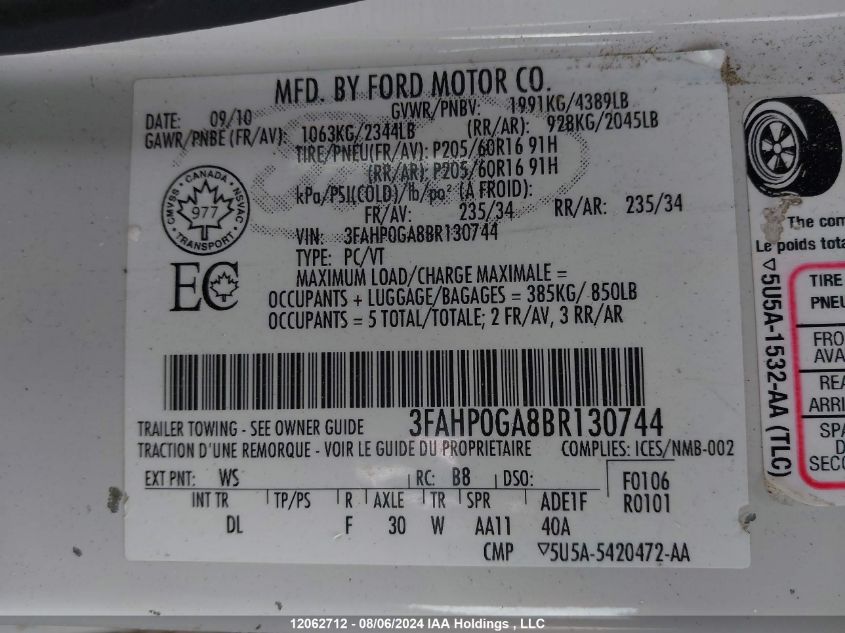 MFD. BY FORD MOTOR CO.
DATE: 09/10 GVWR/PNBV: 1991KG/4389LB
GAWR/PNBE (FR/AV): 1063KG/2344LB (RR/AR): 928KG/2045LB
TIRE/PNEU(FR/AV): P205/60R16 91H
(RR/AR): P205/60R16 91H
kPa/PSI(COLD)/lb/po² (A FROID):
FR/AV: 235/34 RR/AR: 235/34
VIN: 3FAHP0GA8BR130744
TYPE: PC/VT
MAXIMUM LOAD/CHARGE MAXIMALE =
OCCUPANTS + LUGGAGE/BAGAGES = 385KG/ 850LB
OCCUPANTS = 5 TOTAL/TOTALE; 2 FR/AV, 3 RR/AR
CANADA NSVAC TRANSPORT CMVSS
977
EC
3FAHP0GA8BR130744
TRAILER TOWING - SEE OWNER GUIDE
TRACTION D'UNE REMORQUE - VOIR LE GUIDE DU PROPRIETAIRE COMPLIES: ICES/NMB-002
EXT PNT: WS RC: B8 DSO: F0106
INT TR TP/PS R AXLE TR SPR ADE1F R0101
DL F 30 W AA11 40A
CMP ▽5U5A-5420472-AA
The com
Le poids tota
▽5U5A-1532-AA (TLC)
TIRE
PNEU
FRO
AVA
REA
ARRI
SPA
D
SECO
12062712 - 08/06/2024 IAA Holdings , LLC